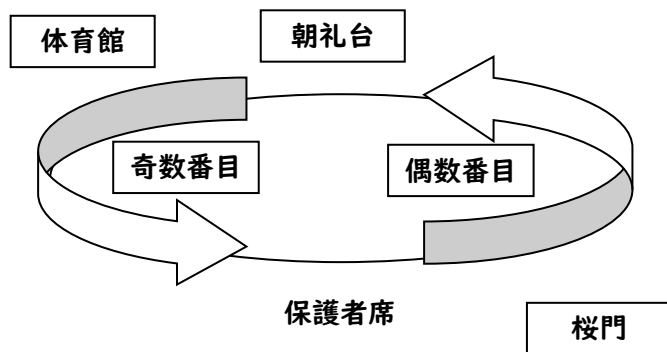 体育館
朝礼台
奇数番目
偶数番目
保護者席
桜門